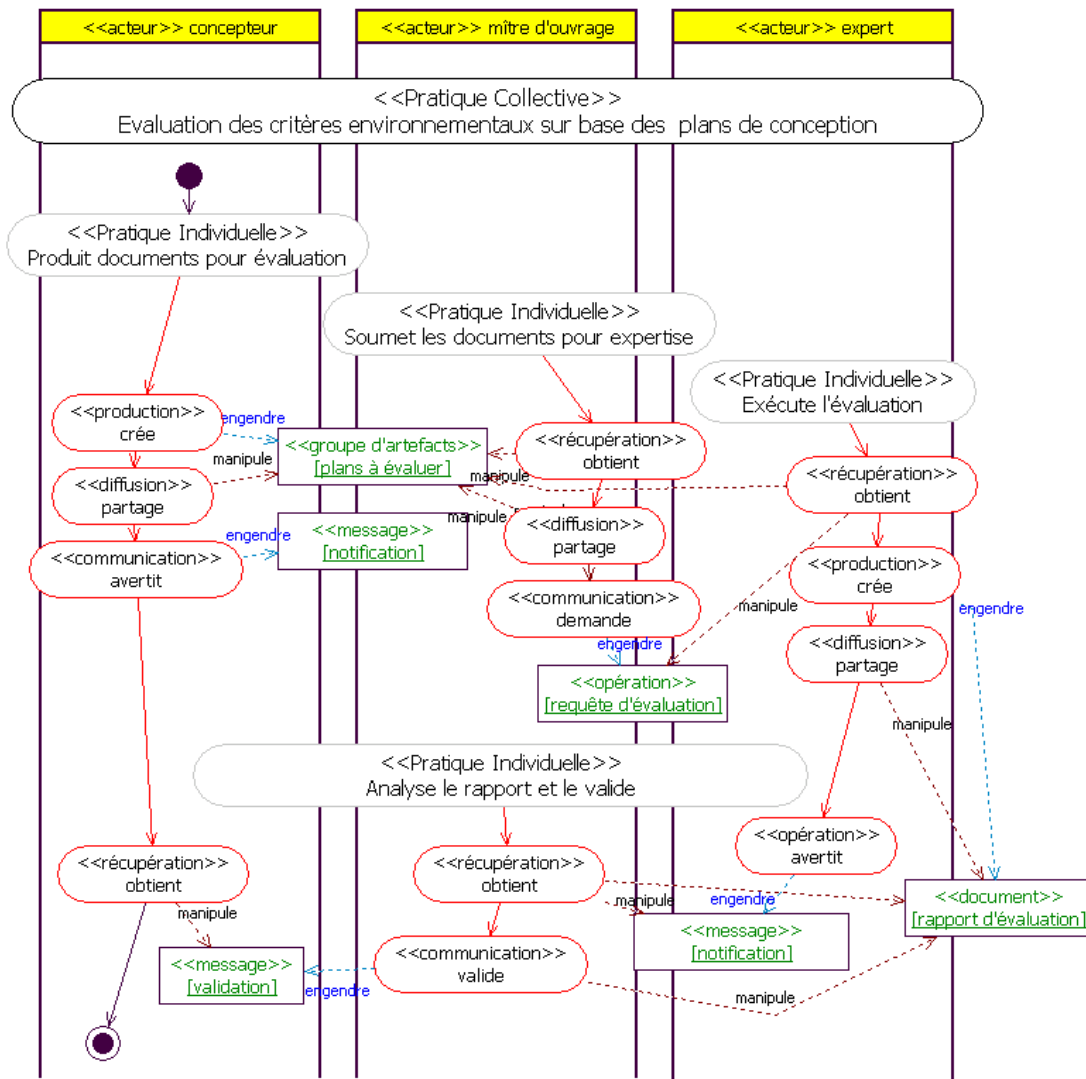 <<acteur>> concepteur
<<acteur>> mître d'ouvrage
<<acteur>> expert
<<Pratique Collective>>
Evaluation des critères environnementaux sur base des plans de conception
<<Pratique Individuelle>>
Produit documents pour évaluation
<<Pratique Individuelle>>
Soumet les documents pour expertise
<<Pratique Individuelle>>
Exécute l'évaluation
<<production>>
crée
engendre
<<groupe d'artefacts>>
[plans à évaluer]
<<récupération>>
obtient
manipule
manipule
<<récupération>>
obtient
<<diffusion>>
partage
manipule
<<diffusion>>
partage
engendre
<<message>>
[notification]
<<communication>>
avertit
<<production>>
crée
<<communication>>
demande
manipule
engendre
engendre
<<diffusion>>
partage
<<opération>>
[requête d'évaluation]
manipule
<<Pratique Individuelle>>
Analyse le rapport et le valide
<<opération>>
avertit
<<récupération>>
obtient
manipule
<<récupération>>
obtient
manipule
engendre
<<document>>
[rapport d'évaluation]
<<message>>
[notification]
<<message>>
[validation]
engendre
<<communication>>
valide
manipule